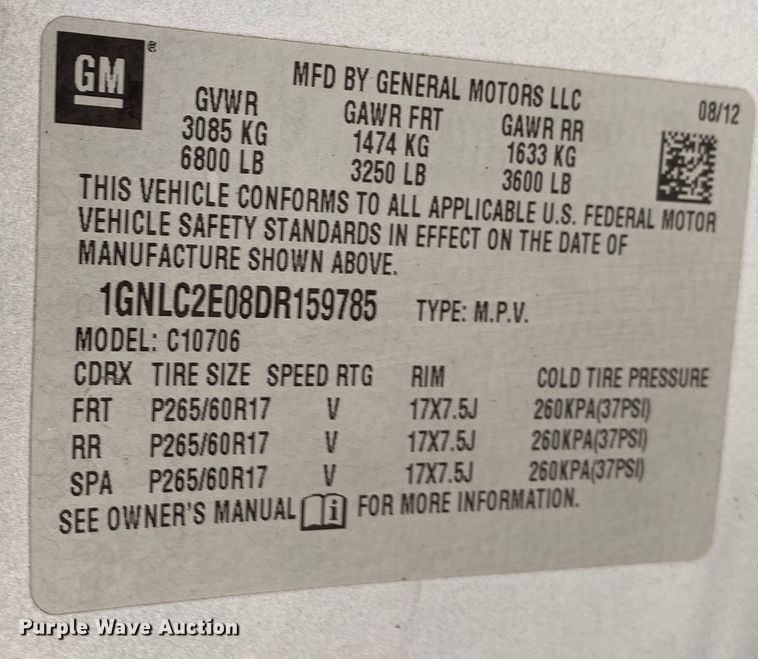 GM ®
MFD BY GENERAL MOTORS LLC
08/12
GVWR GAWR FRT GAWR RR
3085 KG 1474 KG 1633 KG
6800 LB 3250 LB 3600 LB
THIS VEHICLE CONFORMS TO ALL APPLICABLE U.S. FEDERAL MOTOR
VEHICLE SAFETY STANDARDS IN EFFECT ON THE DATE OF
MANUFACTURE SHOWN ABOVE.
1GNLC2E08DR159785 TYPE: M.P.V.
MODEL: C10706
CDRX TIRE SIZE SPEED RTG RIM COLD TIRE PRESSURE
FRT P265/60R17 V 17X7.5J 260KPA(37PSI)
RR P265/60R17 V 17X7.5J 260KPA(37PSI)
SPA P265/60R17 V 17X7.5J 260KPA(37PSI)
SEE OWNER'S MANUAL i FOR MORE INFORMATION.
Purple Wave Auction